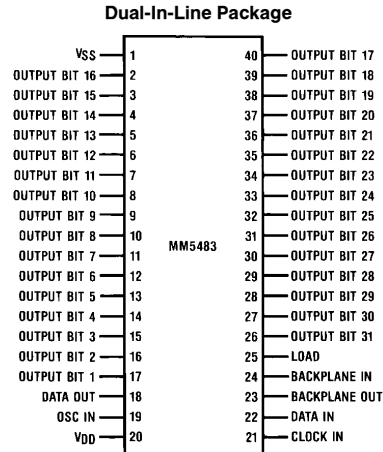 Dual-In-Line Package
VSS 1 40 OUTPUT BIT 17
OUTPUT BIT 16 2 39 OUTPUT BIT 18
OUTPUT BIT 15 3 38 OUTPUT BIT 19
OUTPUT BIT 14 4 37 OUTPUT BIT 20
OUTPUT BIT 13 5 36 OUTPUT BIT 21
OUTPUT BIT 12 6 35 OUTPUT BIT 22
OUTPUT BIT 11 7 34 OUTPUT BIT 23
OUTPUT BIT 10 8 33 OUTPUT BIT 24
OUTPUT BIT 9 9 32 OUTPUT BIT 25
OUTPUT BIT 8 10 31 OUTPUT BIT 26
MM5483
OUTPUT BIT 7 11 30 OUTPUT BIT 27
OUTPUT BIT 6 12 29 OUTPUT BIT 28
OUTPUT BIT 5 13 28 OUTPUT BIT 29
OUTPUT BIT 4 14 27 OUTPUT BIT 30
OUTPUT BIT 3 15 26 OUTPUT BIT 31
OUTPUT BIT 2 16 25 LOAD
OUTPUT BIT 1 17 24 BACKPLANE IN
DATA OUT 18 23 BACKPLANE OUT
OSC IN 19 22 DATA IN
VDD 20 21 CLOCK IN